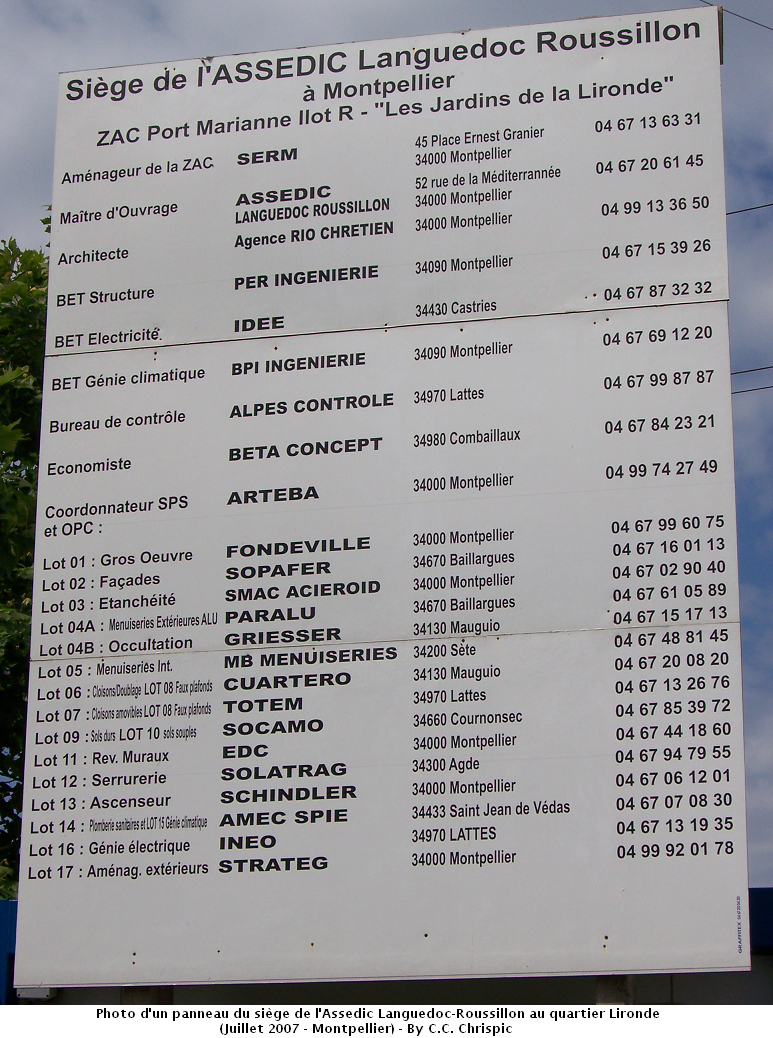 Siège de l'ASSEDIC Languedoc Roussillon
à Montpellier
ZAC Port Marianne Ilot R - "Les Jardins de la Lironde"
Aménageur de la ZAC SERM 45 Place Ernest Granier 04 67 13 63 31
34000 Montpellier
Maître d'Ouvrage ASSEDIC 52 rue de la Méditerrannée 04 67 20 61 45
LANGUEDOC ROUSSILLON 34000 Montpellier
Architecte Agence RIO CHRETIEN 34000 Montpellier 04 99 13 36 50
BET Structure PER INGENIERIE 34090 Montpellier 04 67 15 39 26
BET Electricité IDEE 34430 Castries 04 67 87 32 32
BET Génie climatique BPI INGENIERIE 34090 Montpellier 04 67 69 12 20
Bureau de contrôle ALPES CONTROLE 34970 Lattes 04 67 99 87 87
Economiste BETA CONCEPT 34980 Combaillaux 04 67 84 23 21
Coordonnateur SPS ARTEBA 34000 Montpellier 04 99 74 27 49
et OPC :
Lot 01 : Gros Oeuvre FONDEVILLE 34000 Montpellier 04 67 99 60 75
Lot 02 : Façades SOPAFER 34670 Baillargues 04 67 16 01 13
Lot 03 : Etanchéité SMAC ACIEROID 34000 Montpellier 04 67 02 90 40
Lot 04A : Menuiseries Extérieures ALU PARALU 34670 Baillargues 04 67 61 05 89
Lot 04B : Occultation GRIESSER 34130 Mauguio 04 67 15 17 13
Lot 05 : Menuiseries Int. MB MENUISERIES 34200 Sète 04 67 48 81 45
Lot 06 : Cloisons/Doublage LOT 08 Faux plafonds CUARTERO 34130 Mauguio 04 67 20 08 20
Lot 07 : Cloisons amovibles LOT 08 Faux plafonds TOTEM 34970 Lattes 04 67 13 26 76
Lot 09 : Sols durs LOT 10 sols souples SOCAMO 34660 Cournonsec 04 67 85 39 72
Lot 11 : Rev. Muraux EDC 34000 Montpellier 04 67 44 18 60
Lot 12 : Serrurerie SOLATRAG 34300 Agde 04 67 94 79 55
Lot 13 : Ascenseur SCHINDLER 34000 Montpellier 04 67 06 12 01
Lot 14 : Plomberie sanitaires et LOT 15 Génie climatique AMEC SPIE 34433 Saint Jean de Védas 04 67 07 08 30
Lot 16 : Génie électrique INEO 34970 LATTES 04 67 13 19 35
Lot 17 : Aménag. extérieurs STRATEG 34000 Montpellier 04 99 92 01 78
GRAFFITEX
Photo d'un panneau du siège de l'Assedic Languedoc-Roussillon au quartier Lironde
(Juillet 2007 - Montpellier) - By C.C. Chrispic